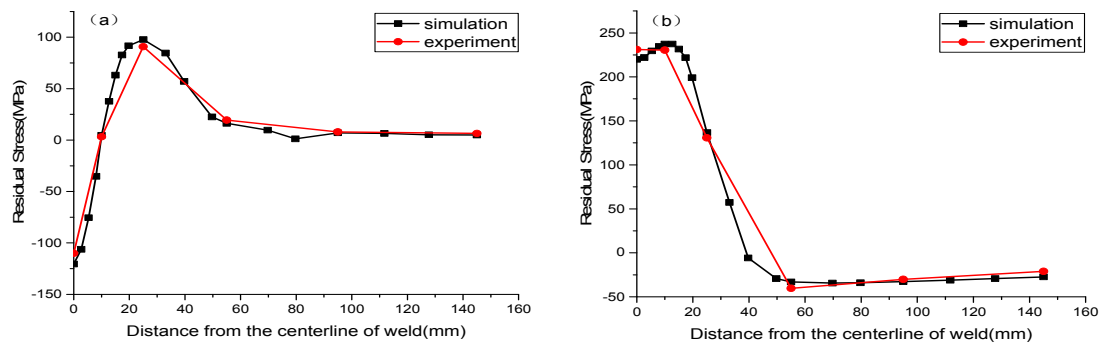 （a）
simulation
experiment
100
50
0
-50
-100
-150
Residual Stress(MPa)
0 20 40 60 80 100 120 140 160
Distance from the centerline of weld(mm)
（b）
simulation
experiment
250
200
150
100
50
0
-50
Residual Stress(MPa)
0 20 40 60 80 100 120 140 160
Distance from the centerline of weld(mm)